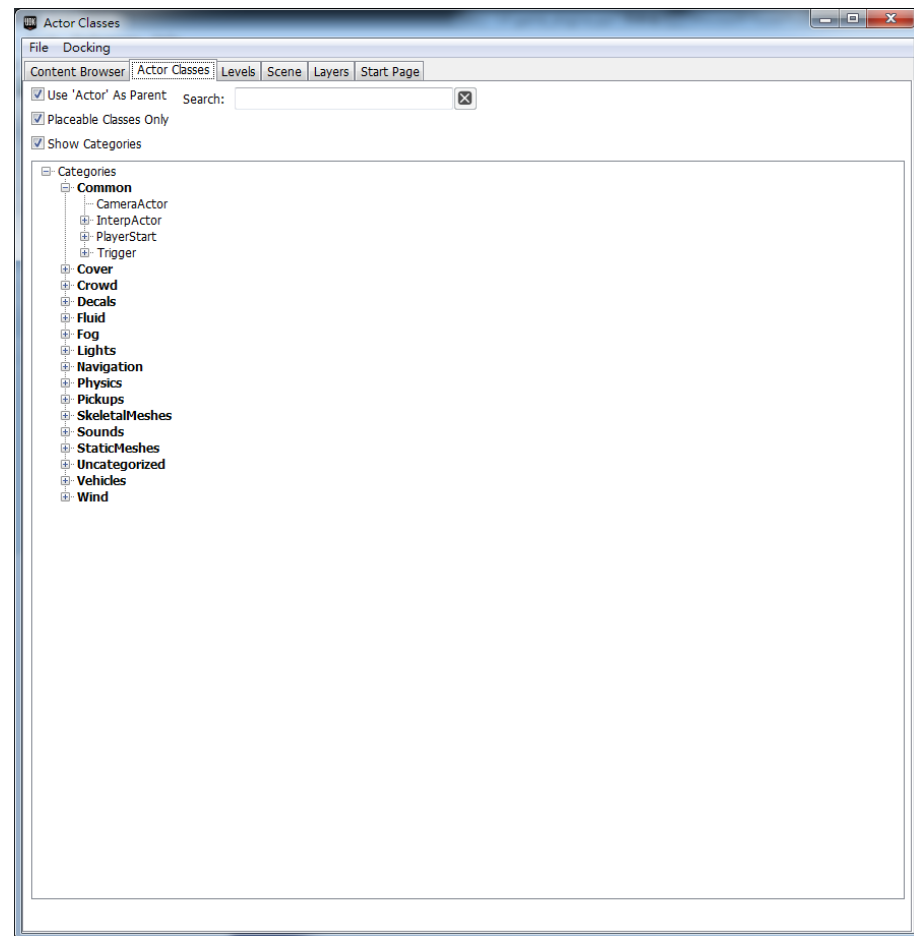 Actor Classes
File Docking
Content Browser Actor Classes Levels Scene Layers Start Page
Use 'Actor' As Parent Search:
Placeable Classes Only
Show Categories
Categories
Common
CameraActor
InterpActor
PlayerStart
Trigger
Cover
Crowd
Decals
Fluid
Fog
Lights
Navigation
Physics
Pickups
SkeletalMeshes
Sounds
StaticMeshes
Uncategorized
Vehicles
Wind